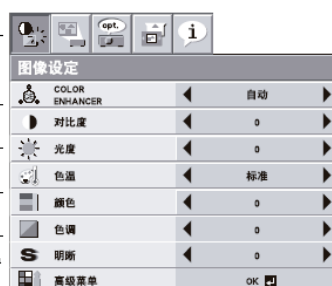 opt.
i
图像设定
COLOR
ENHANCER
自动
对比度
0
光度
0
色温
标准
颜色
0
色调
0
S
明晰
0
高级菜单
OK